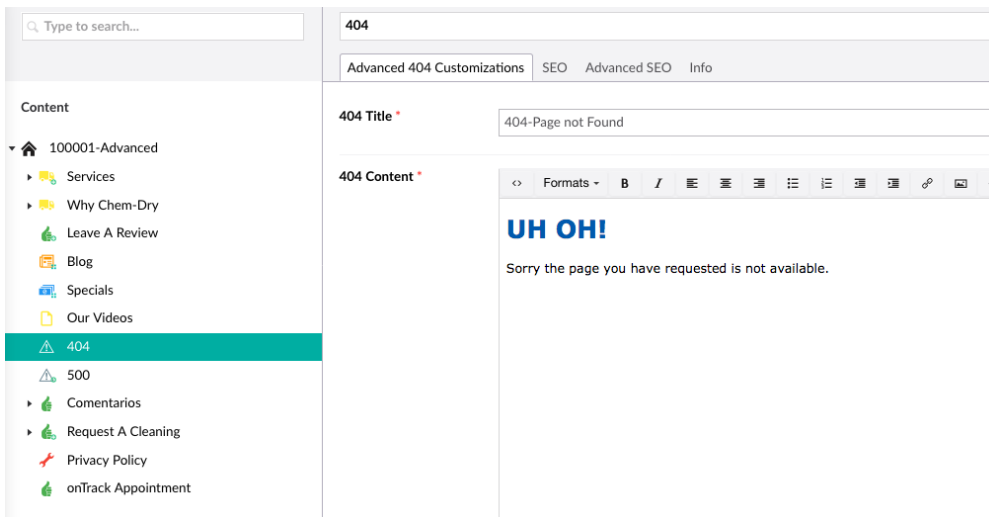 Type to search...
Content
100001-Advanced
Services
Why Chem-Dry
Leave A Review
Blog
Specials
Our Videos
404
500
Comentarios
Request A Cleaning
Privacy Policy
onTrack Appointment
404
Advanced 404 Customizations SEO Advanced SEO Info
404 Title *
404-Page not Found
404 Content *
<> Formats B I
UH OH!
Sorry the page you have requested is not available.